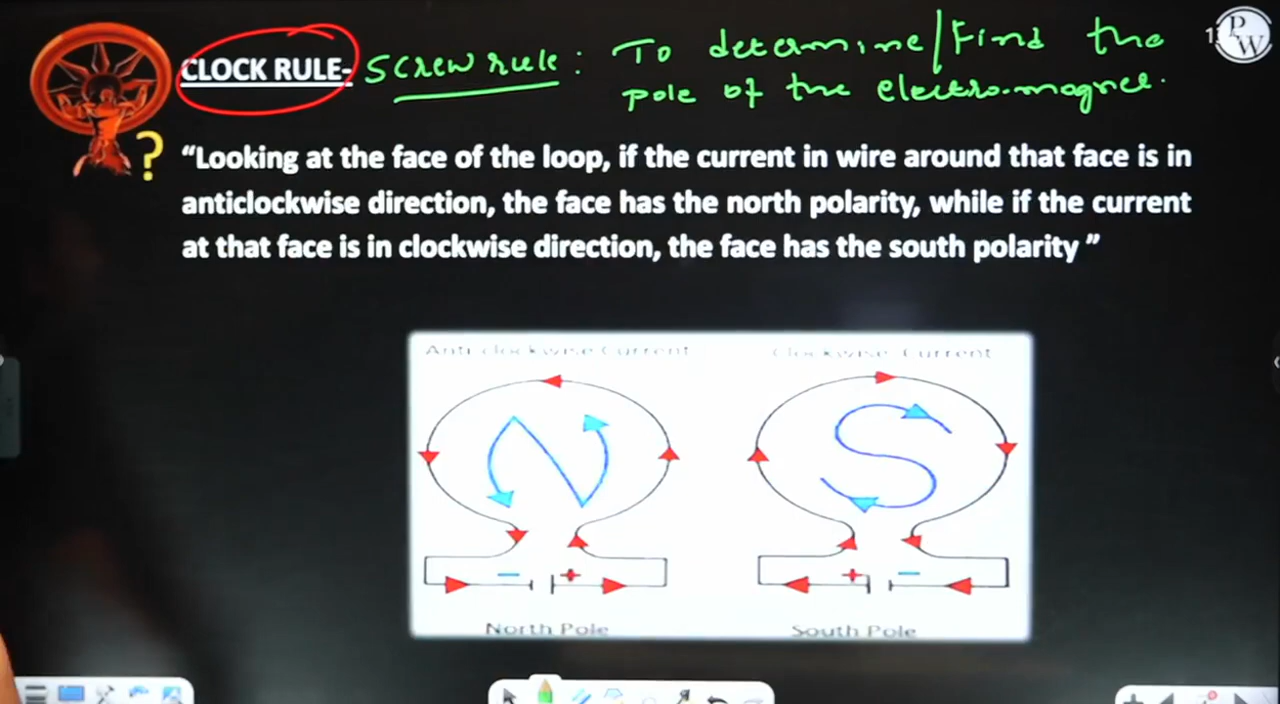 CLOCK RULE- Screw rule : To determine/Find the
pole of the electro-magnet.
?
"Looking at the face of the loop, if the current in wire around that face is in
anticlockwise direction, the face has the north polarity, while if the current
at that face is in clockwise direction, the face has the south polarity "
Anti clockwise Current
Clockwise Current
N
S
− +
+ −
North Pole
South Pole
P
W